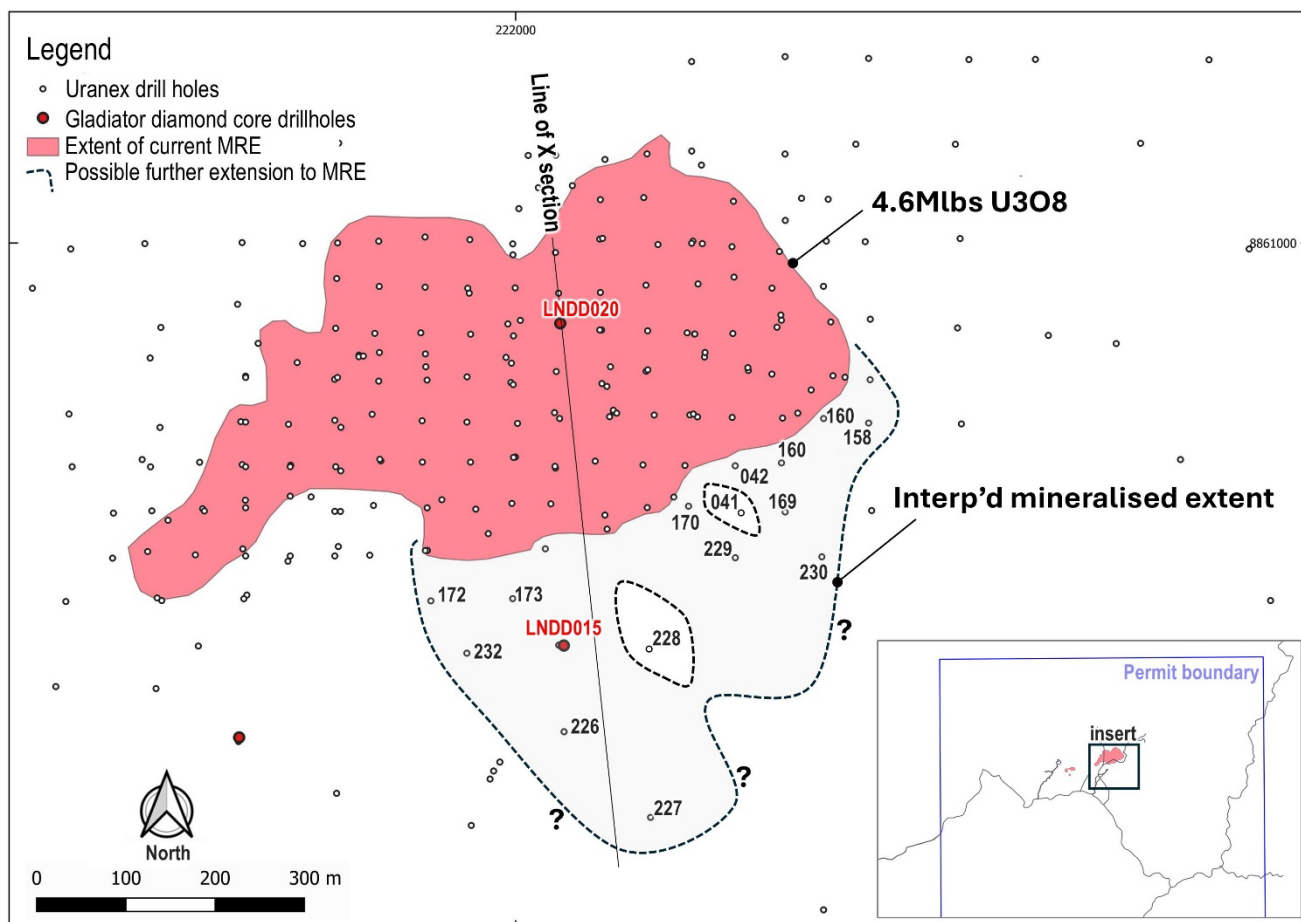 222000
Legend
Uranex drill holes
Gladiator diamond core drillholes
Extent of current MRE
Possible further extension to MRE
?
Line of X section
4.6Mlbs U3O8
8861000
LNDD020
160
158
160
042
041
169
170
Interp'd mineralised extent
229
230
172
173
LNDD015
?
228
232
Permit boundary
226
insert
?
227
?
North
0 100 200 300 m